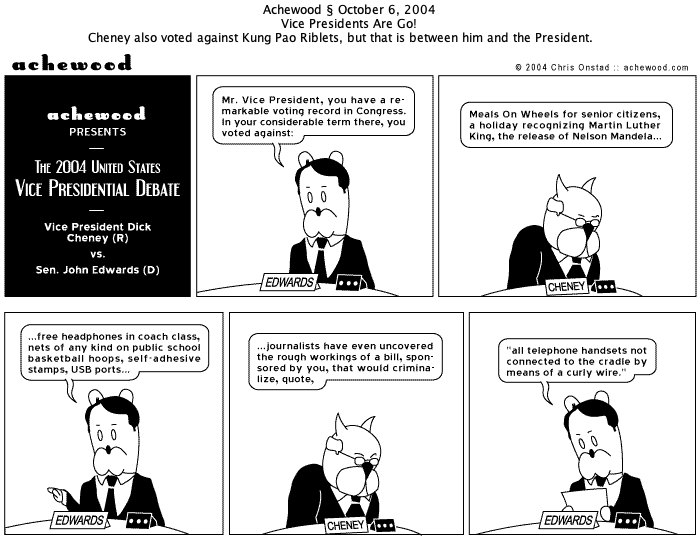 Achewood § October 6, 2004
Vice Presidents Are Go!
Cheney also voted against Kung Pao Riblets, but that is between him and the President.
achewood
© 2004 Chris Onstad :: achewood.com
achewood
PRESENTS
THE 2004 UNITED STATES
VICE PRESIDENTIAL DEBATE
Vice President Dick
Cheney (R)
vs.
Sen. John Edwards (D)
Mr. Vice President, you have a re-
markable voting record in Congress.
In your considerable term there, you
voted against:
EDWARDS
Meals On Wheels for senior citizens,
a holiday recognizing Martin Luther
King, the release of Nelson Mandela...
CHENEY
...free headphones in coach class,
nets of any kind on public school
basketball hoops, self-adhesive
stamps, USB ports...
EDWARDS
...journalists have even uncovered
the rough workings of a bill, spon-
sored by you, that would crimina-
lize, quote,
CHENEY
"all telephone handsets not
connected to the cradle by
means of a curly wire."
EDWARDS